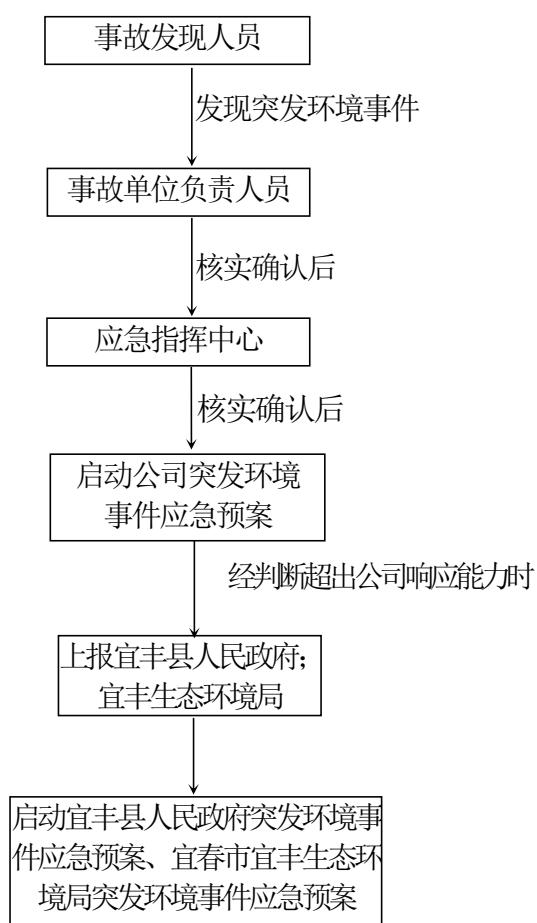 事故发现人员
发现突发环境事件
事故单位负责人员
核实确认后
应急指挥中心
核实确认后
启动公司突发环境
事件应急预案
经判断超出公司响应能力时
上报宜丰县人民政府；
宜丰生态环境局
启动宜丰县人民政府突发环境事
件应急预案、宜春市宜丰生态环
境局突发环境事件应急预案